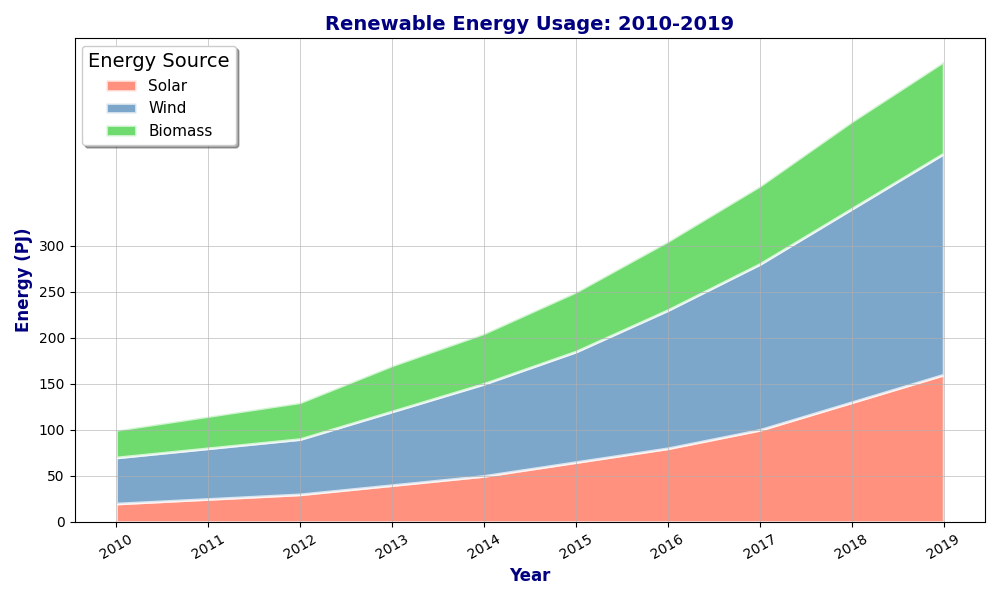 Renewable Energy Usage: 2010-2019
Energy Source
Solar
Wind
Biomass
Energy (PJ)
300
250
200
150
100
50
0
2010
2011
2012
2013
2014
2015
2016
2017
2018
2019
Year